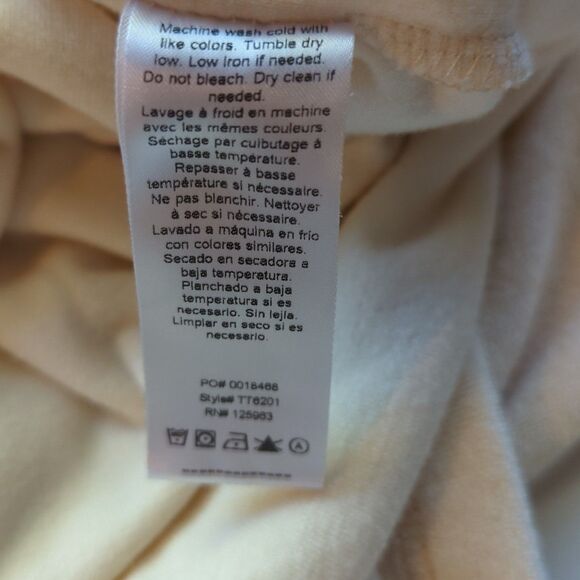 Machine wash cold with
like colors. Tumble dry
low. Low iron if needed.
Do not bleach. Dry clean if
needed.
Lavage à froid en machine
avec les mêmes couleurs.
Séchage par culbutage à
basse température.
Repasser à basse
température si nécessaire.
Ne pas blanchir. Nettoyer
à sec si nécessaire.
Lavado a máquina en frío
con colores similares.
Secado en secadora a
baja temperatura.
Planchado a baja
temperatura si es
necesario. Sin lejía.
Limpiar en seco si es
necesario.
PO# 0018468
Style# TT6201
RN# 125963
A